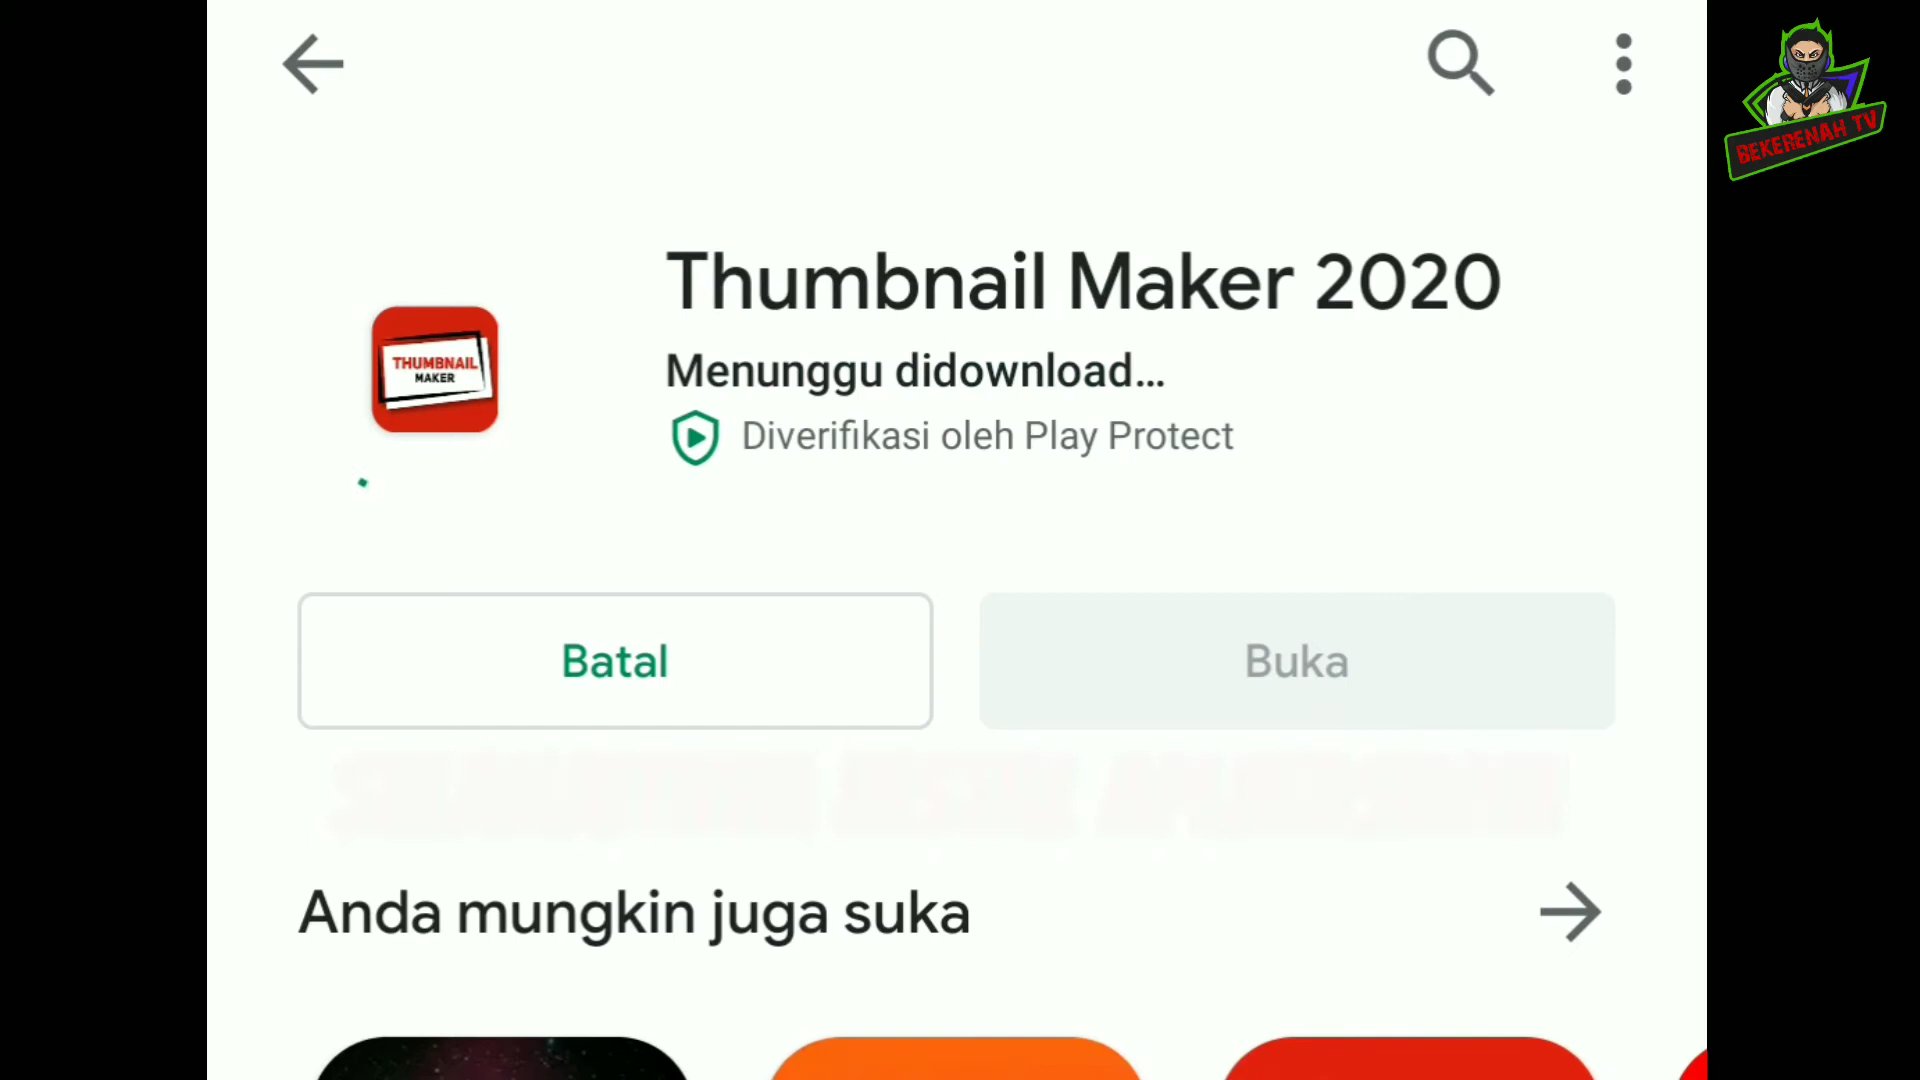 BEKERENAH TV
Thumbnail Maker 2020
THUMBNAIL
MAKER
Menunggu didownload...
Diverifikasi oleh Play Protect
Batal
Buka
Anda mungkin juga suka